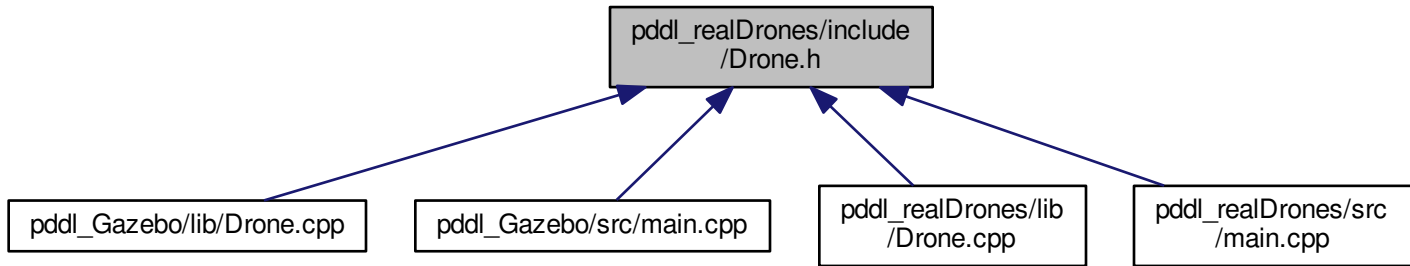 pddl_realDrones/include
/Drone.h
pddl_Gazebo/lib/Drone.cpp
pddl_Gazebo/src/main.cpp
pddl_realDrones/lib
/Drone.cpp
pddl_realDrones/src
/main.cpp